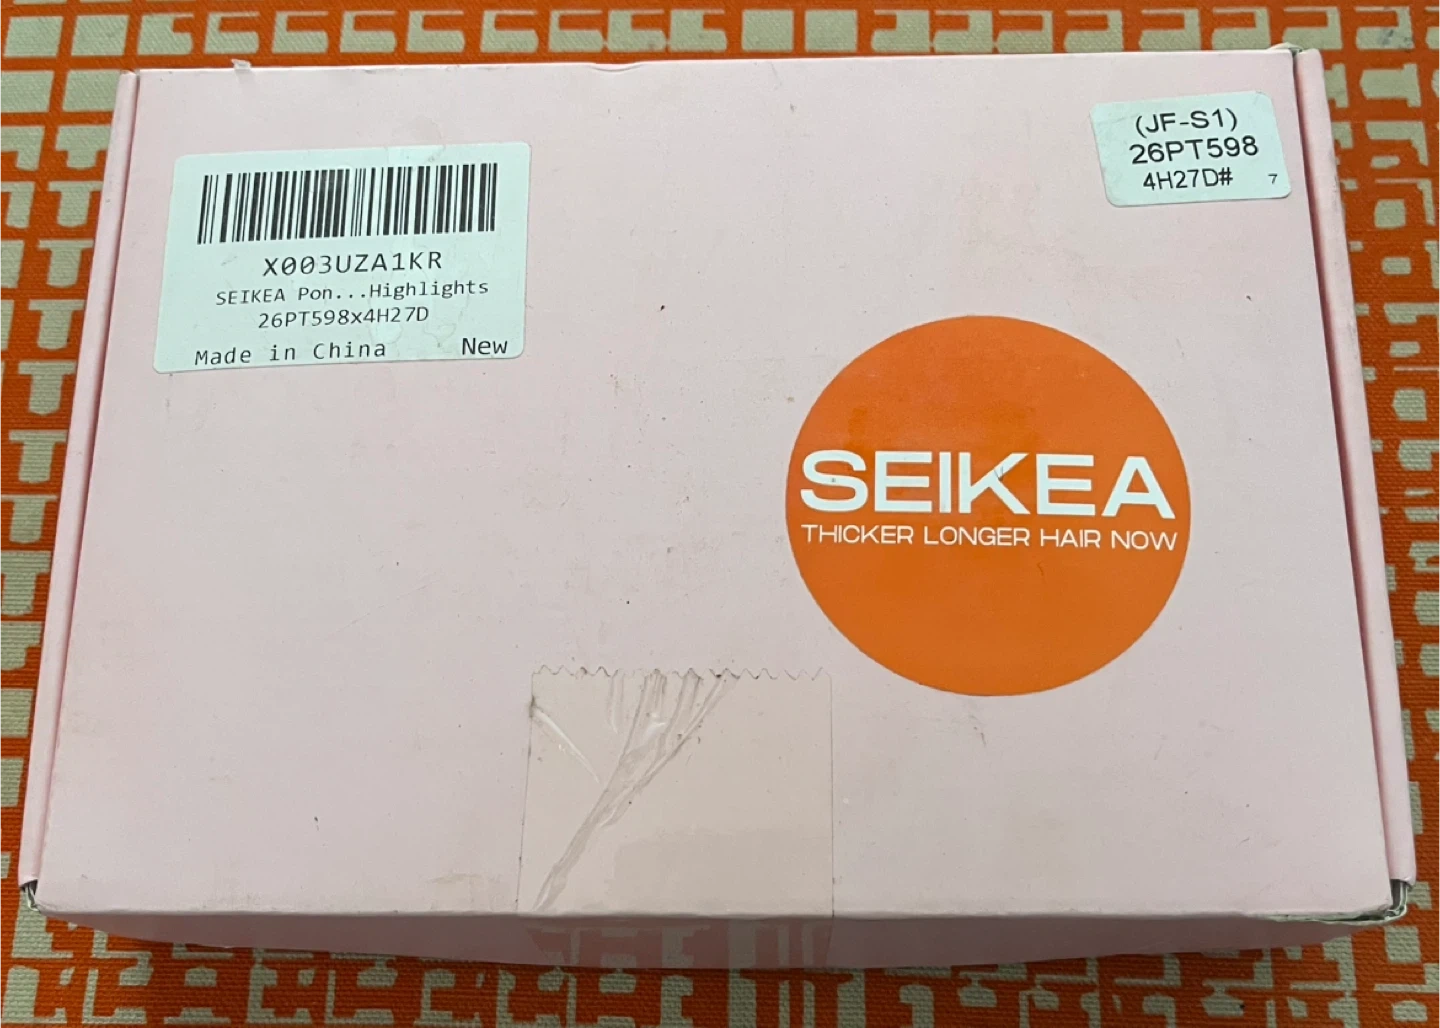 X003UZA1KR
SEIKEA Pon...Highlights
26PT598x4H27D
Made in China New
(JF-S1)
26PT598
4H27D# 7
SEIKEA
THICKER LONGER HAIR NOW